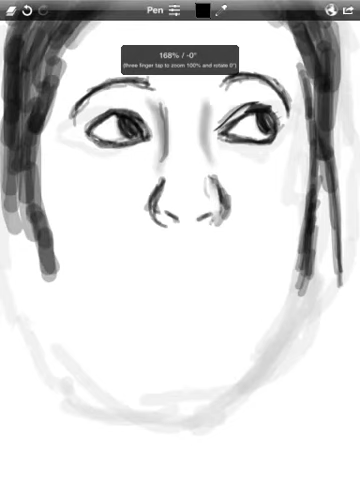 Pen
168% / -0°
(three finger tap to zoom 100% and rotate 0°)